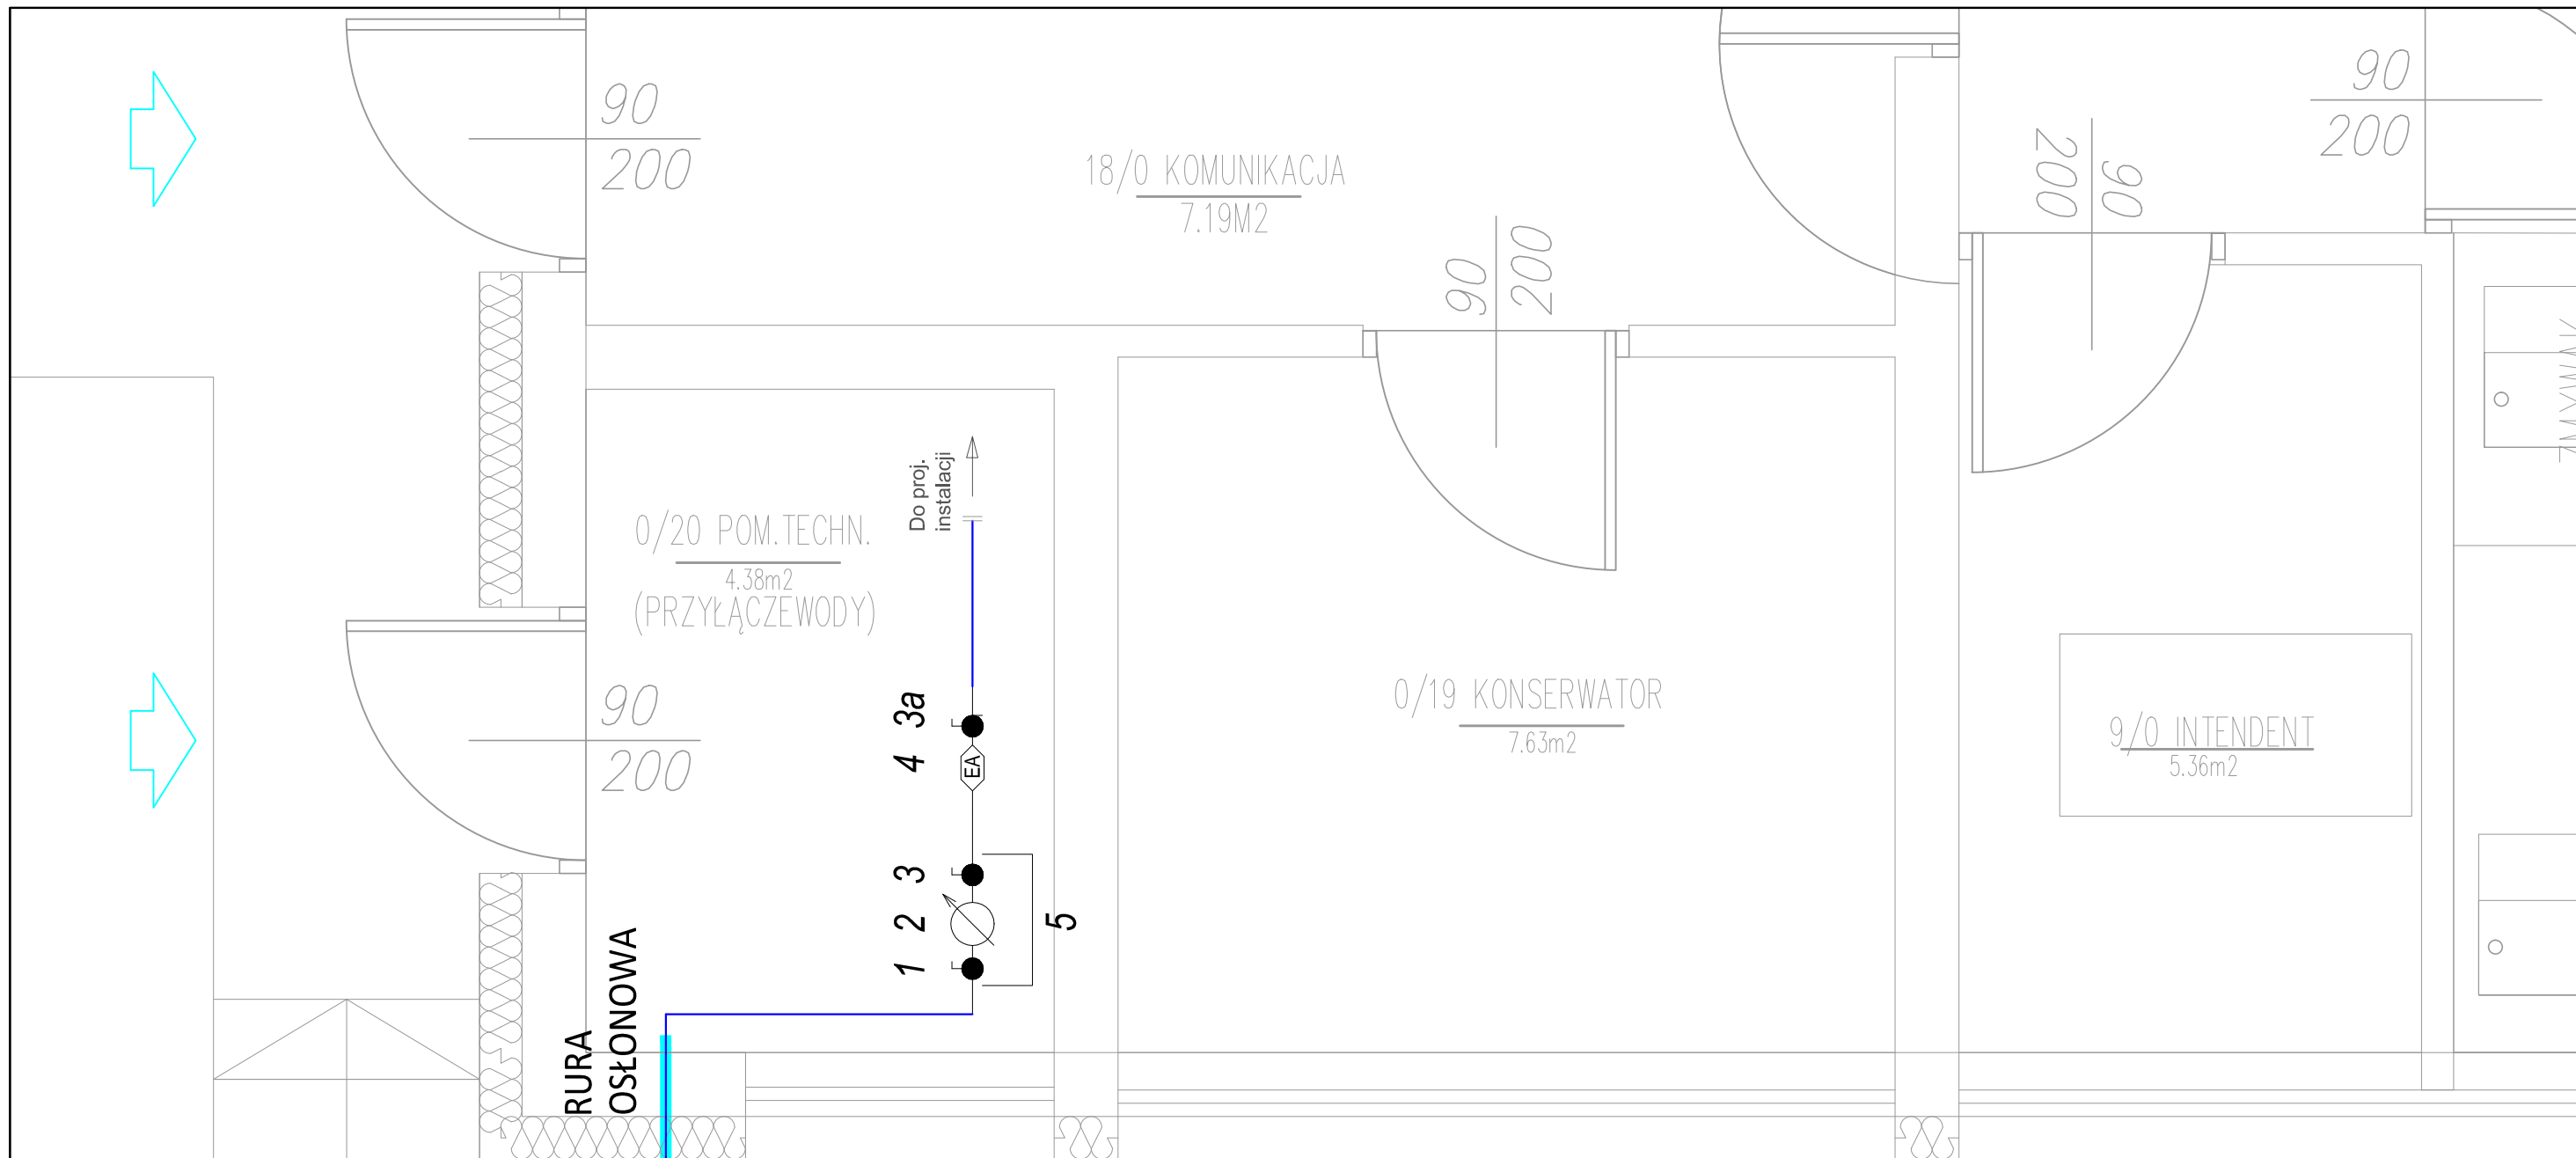 90
200
18/0 KOMUNIKACJA
7.19M2
90
200
200
90
90
200
Do proj.
instalacji
0/20 POM.TECHN.
4.38m2
(PRZYŁĄCZEWODY)
90
200
3a
4
EA
3
2
1
5
0/19 KONSERWATOR
7.63m2
9/0 INTENDENT
5.36m2
RURA
OSŁONOWA